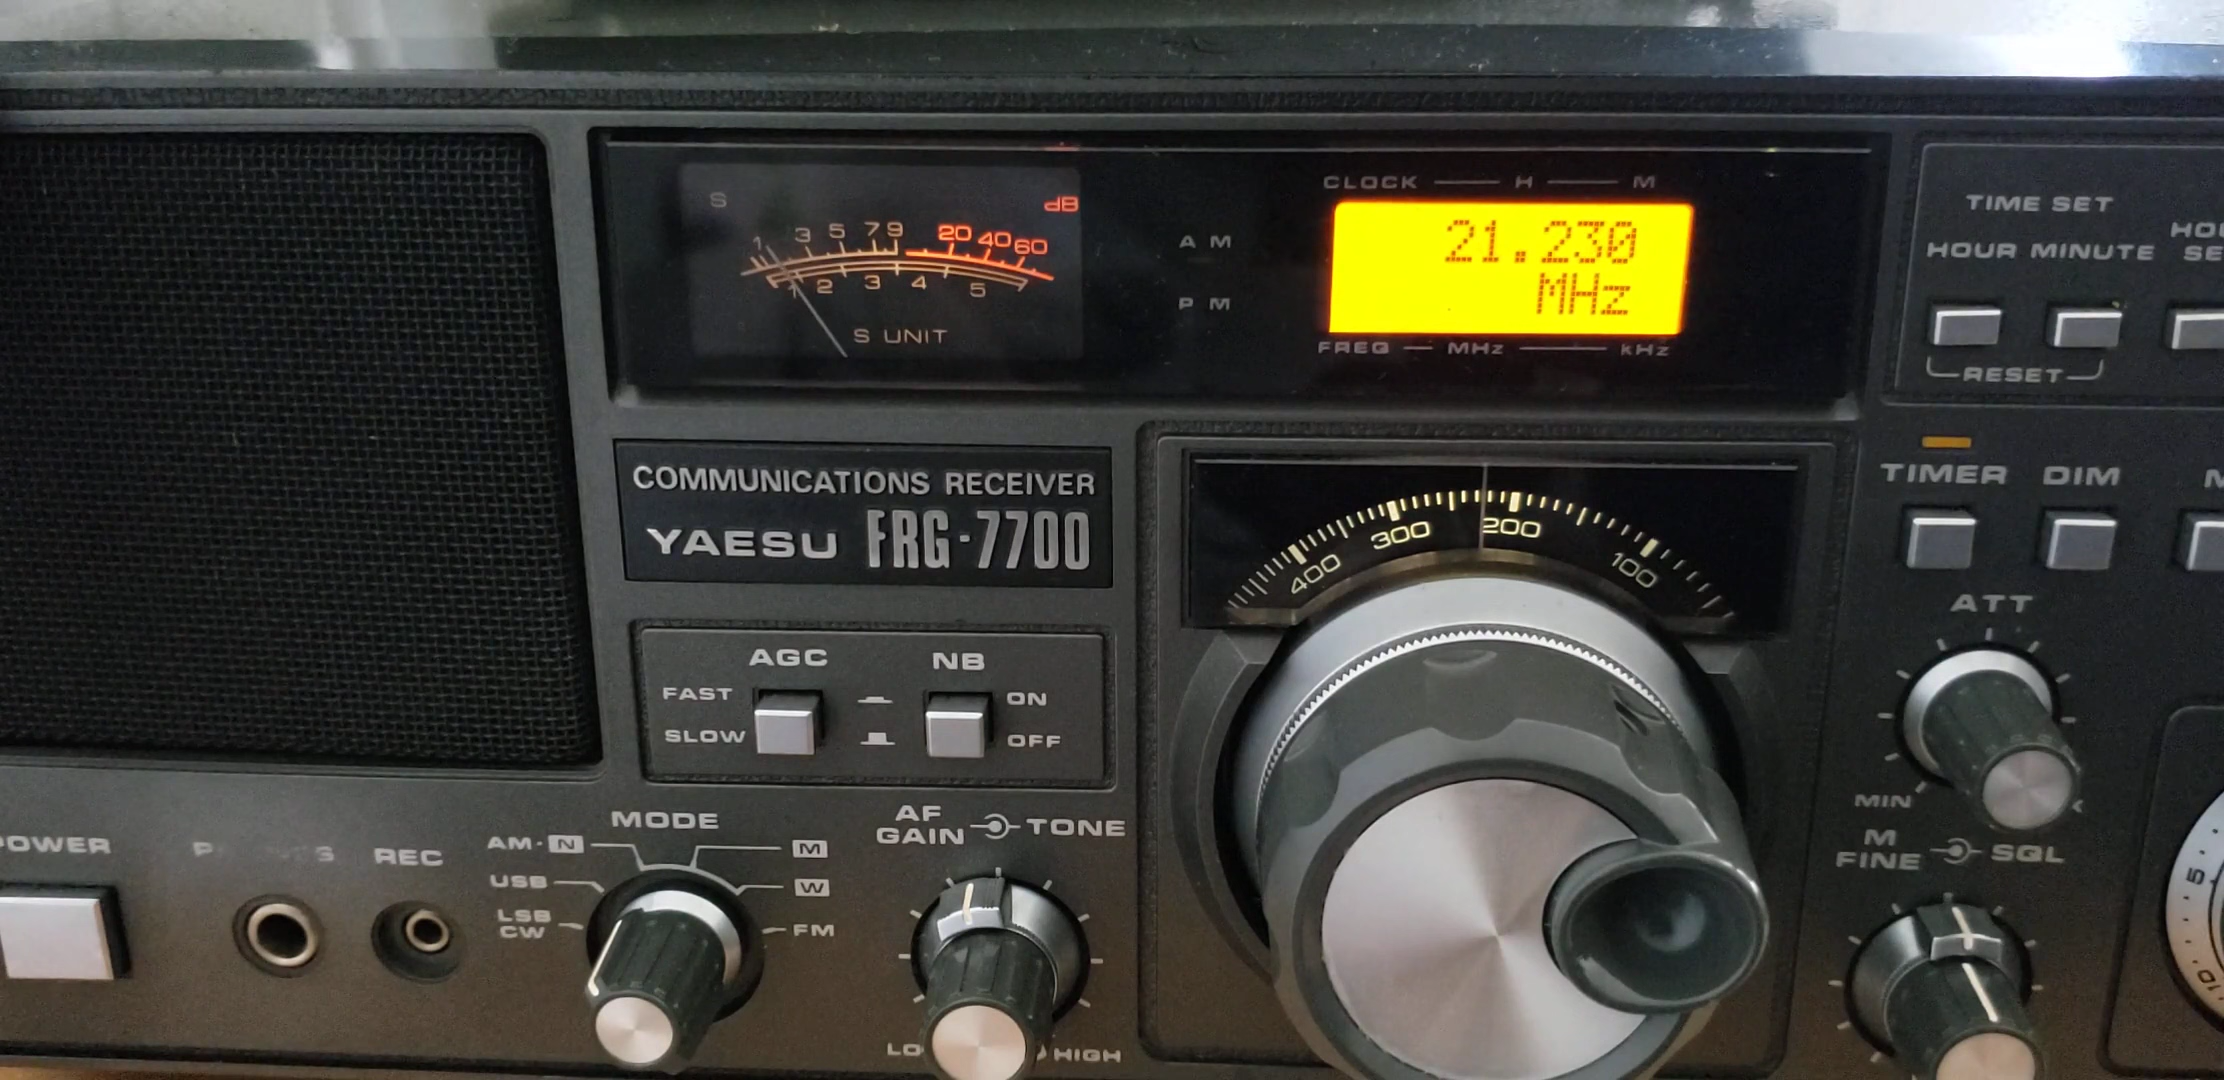 CLOCK H M
S dB
1 3 5 7 9 20 40 60
1 2 3 4 5
S UNIT
A M
P M
21.230
MHz
FREQ MHz kHz
TIME SET
HOUR MINUTE
RESET
COMMUNICATIONS RECEIVER
YAESU FRG-7700
400 300 200 100
TIMER DIM
ATT
MIN
AGC NB
FAST ON
SLOW OFF
POWER
REC
MODE
AM-N M
USB W
LSB
CW FM
AF
GAIN TONE
HIGH
M
FINE SQL
5
10